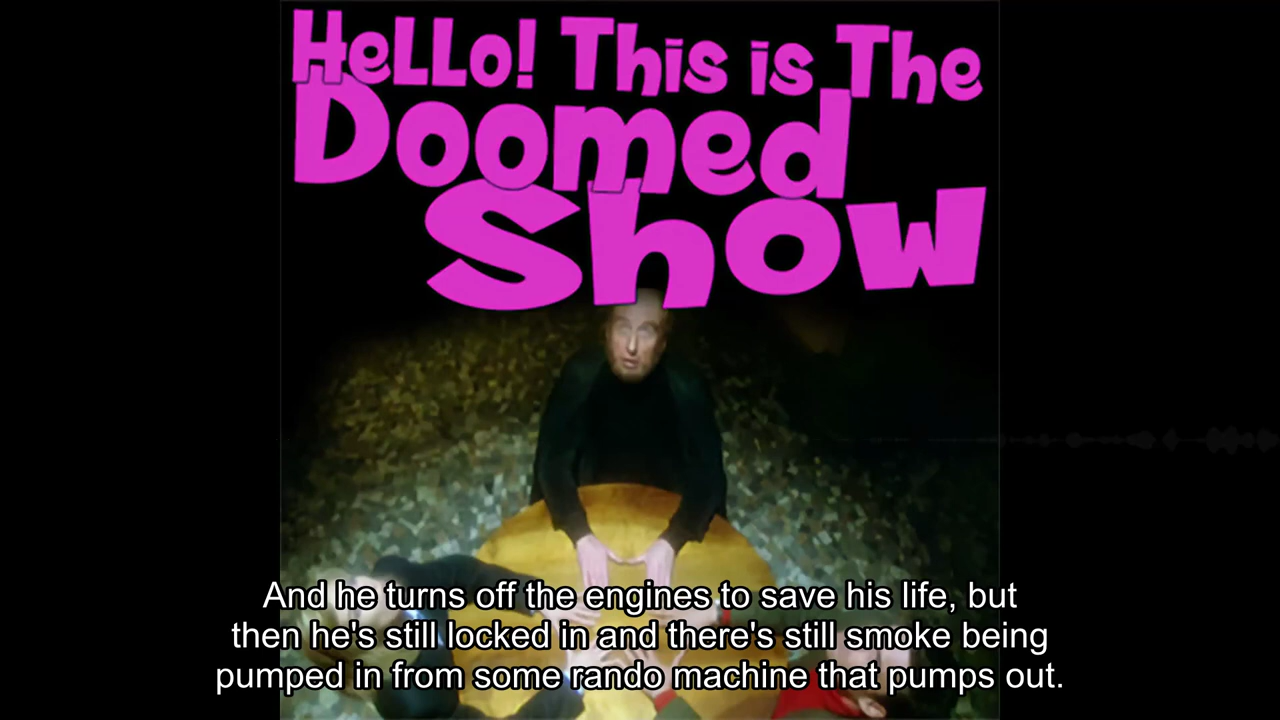 HeLLo! This is The
Doomed
Show
And he turns off the engines to save his life, but
then he's still locked in and there's still smoke being
pumped in from some rando machine that pumps out.